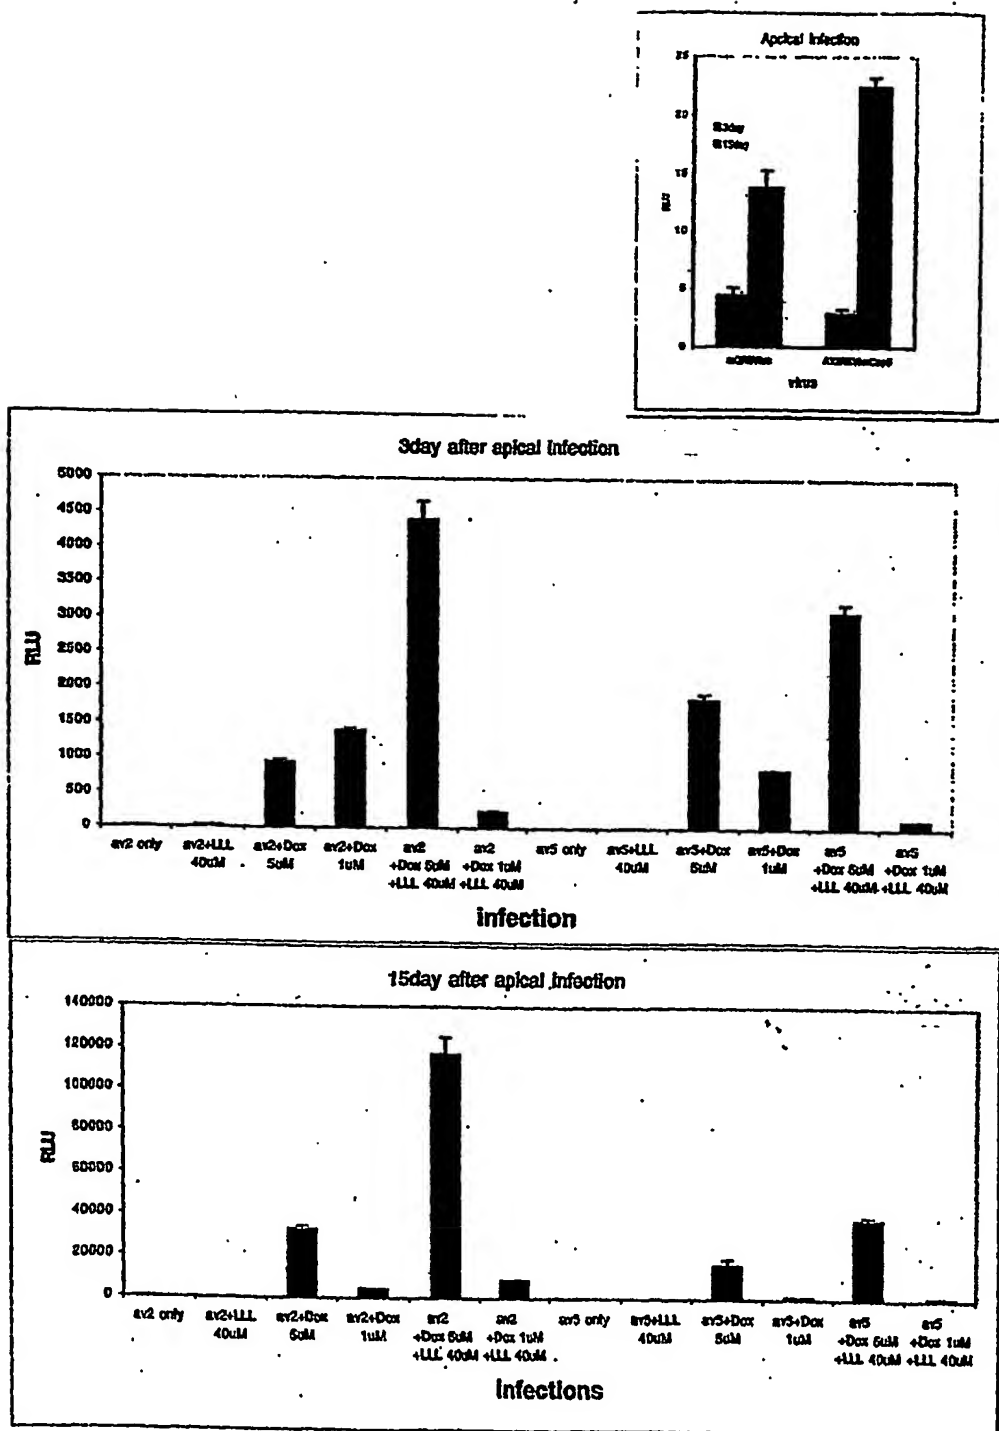 Apcical Infection
25
20
15
10
5
0
RLU
3day
15day
virus
3day after apical infection
5000
4500
4000
3500
3000
2500
2000
1500
1000
500
0
RLU
av2 only
av2+LLL 40uM
av2+Dox 5uM
av2+Dox 1uM
av2 +Dox 5uM +LLL 40uM
av2 +Dox 1uM +LLL 40uM
av5 only
av5+LLL 40uM
av5+Dox 5uM
av5+Dox 1uM
av5 +Dox 5uM +LLL 40uM
av5 +Dox 1uM +LLL 40uM
infection
15day after apical infection
140000
120000
100000
80000
60000
40000
20000
0
RLU
av2 only
av2+LLL 40uM
av2+Dox 5uM
av2+Dox 1uM
av2 +Dox 5uM +LLL 40uM
av2 +Dox 1uM +LLL 40uM
av5 only
av5+LLL 40uM
av5+Dox 5uM
av5+Dox 1uM
av5 +Dox 5uM +LLL 40uM
av5 +Dox 1uM +LLL 40uM
infections